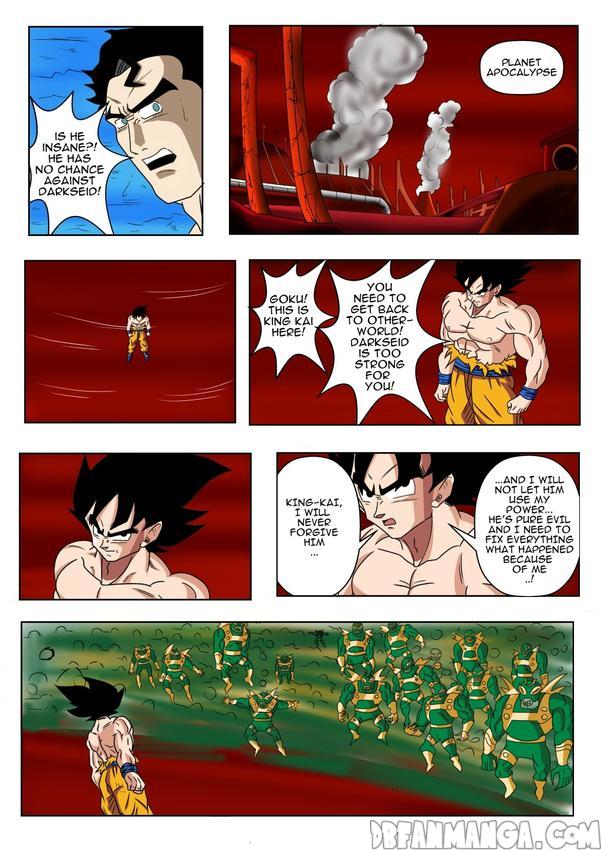 IS HE
INSANE?!
HE HAS
NO CHANCE
AGAINST
DARKSEID!
PLANET
APOCALYPSE
GOKU!
THIS IS
KING KAI
HERE!
YOU
NEED TO
GET BACK
TO OTHER-
WORLD!
DARKSEID
IS TOO
STRONG
FOR
YOU!
KING-KAI,
I WILL
NEVER
FORGIVE
HIM
...
...AND I WILL
NOT LET HIM
USE MY
POWER...
HE'S PURE EVIL
AND I NEED TO
FIX EVERYTHING
WHAT HAPPENED
BECAUSE
OF ME
...!
DBFANMANGA.COM